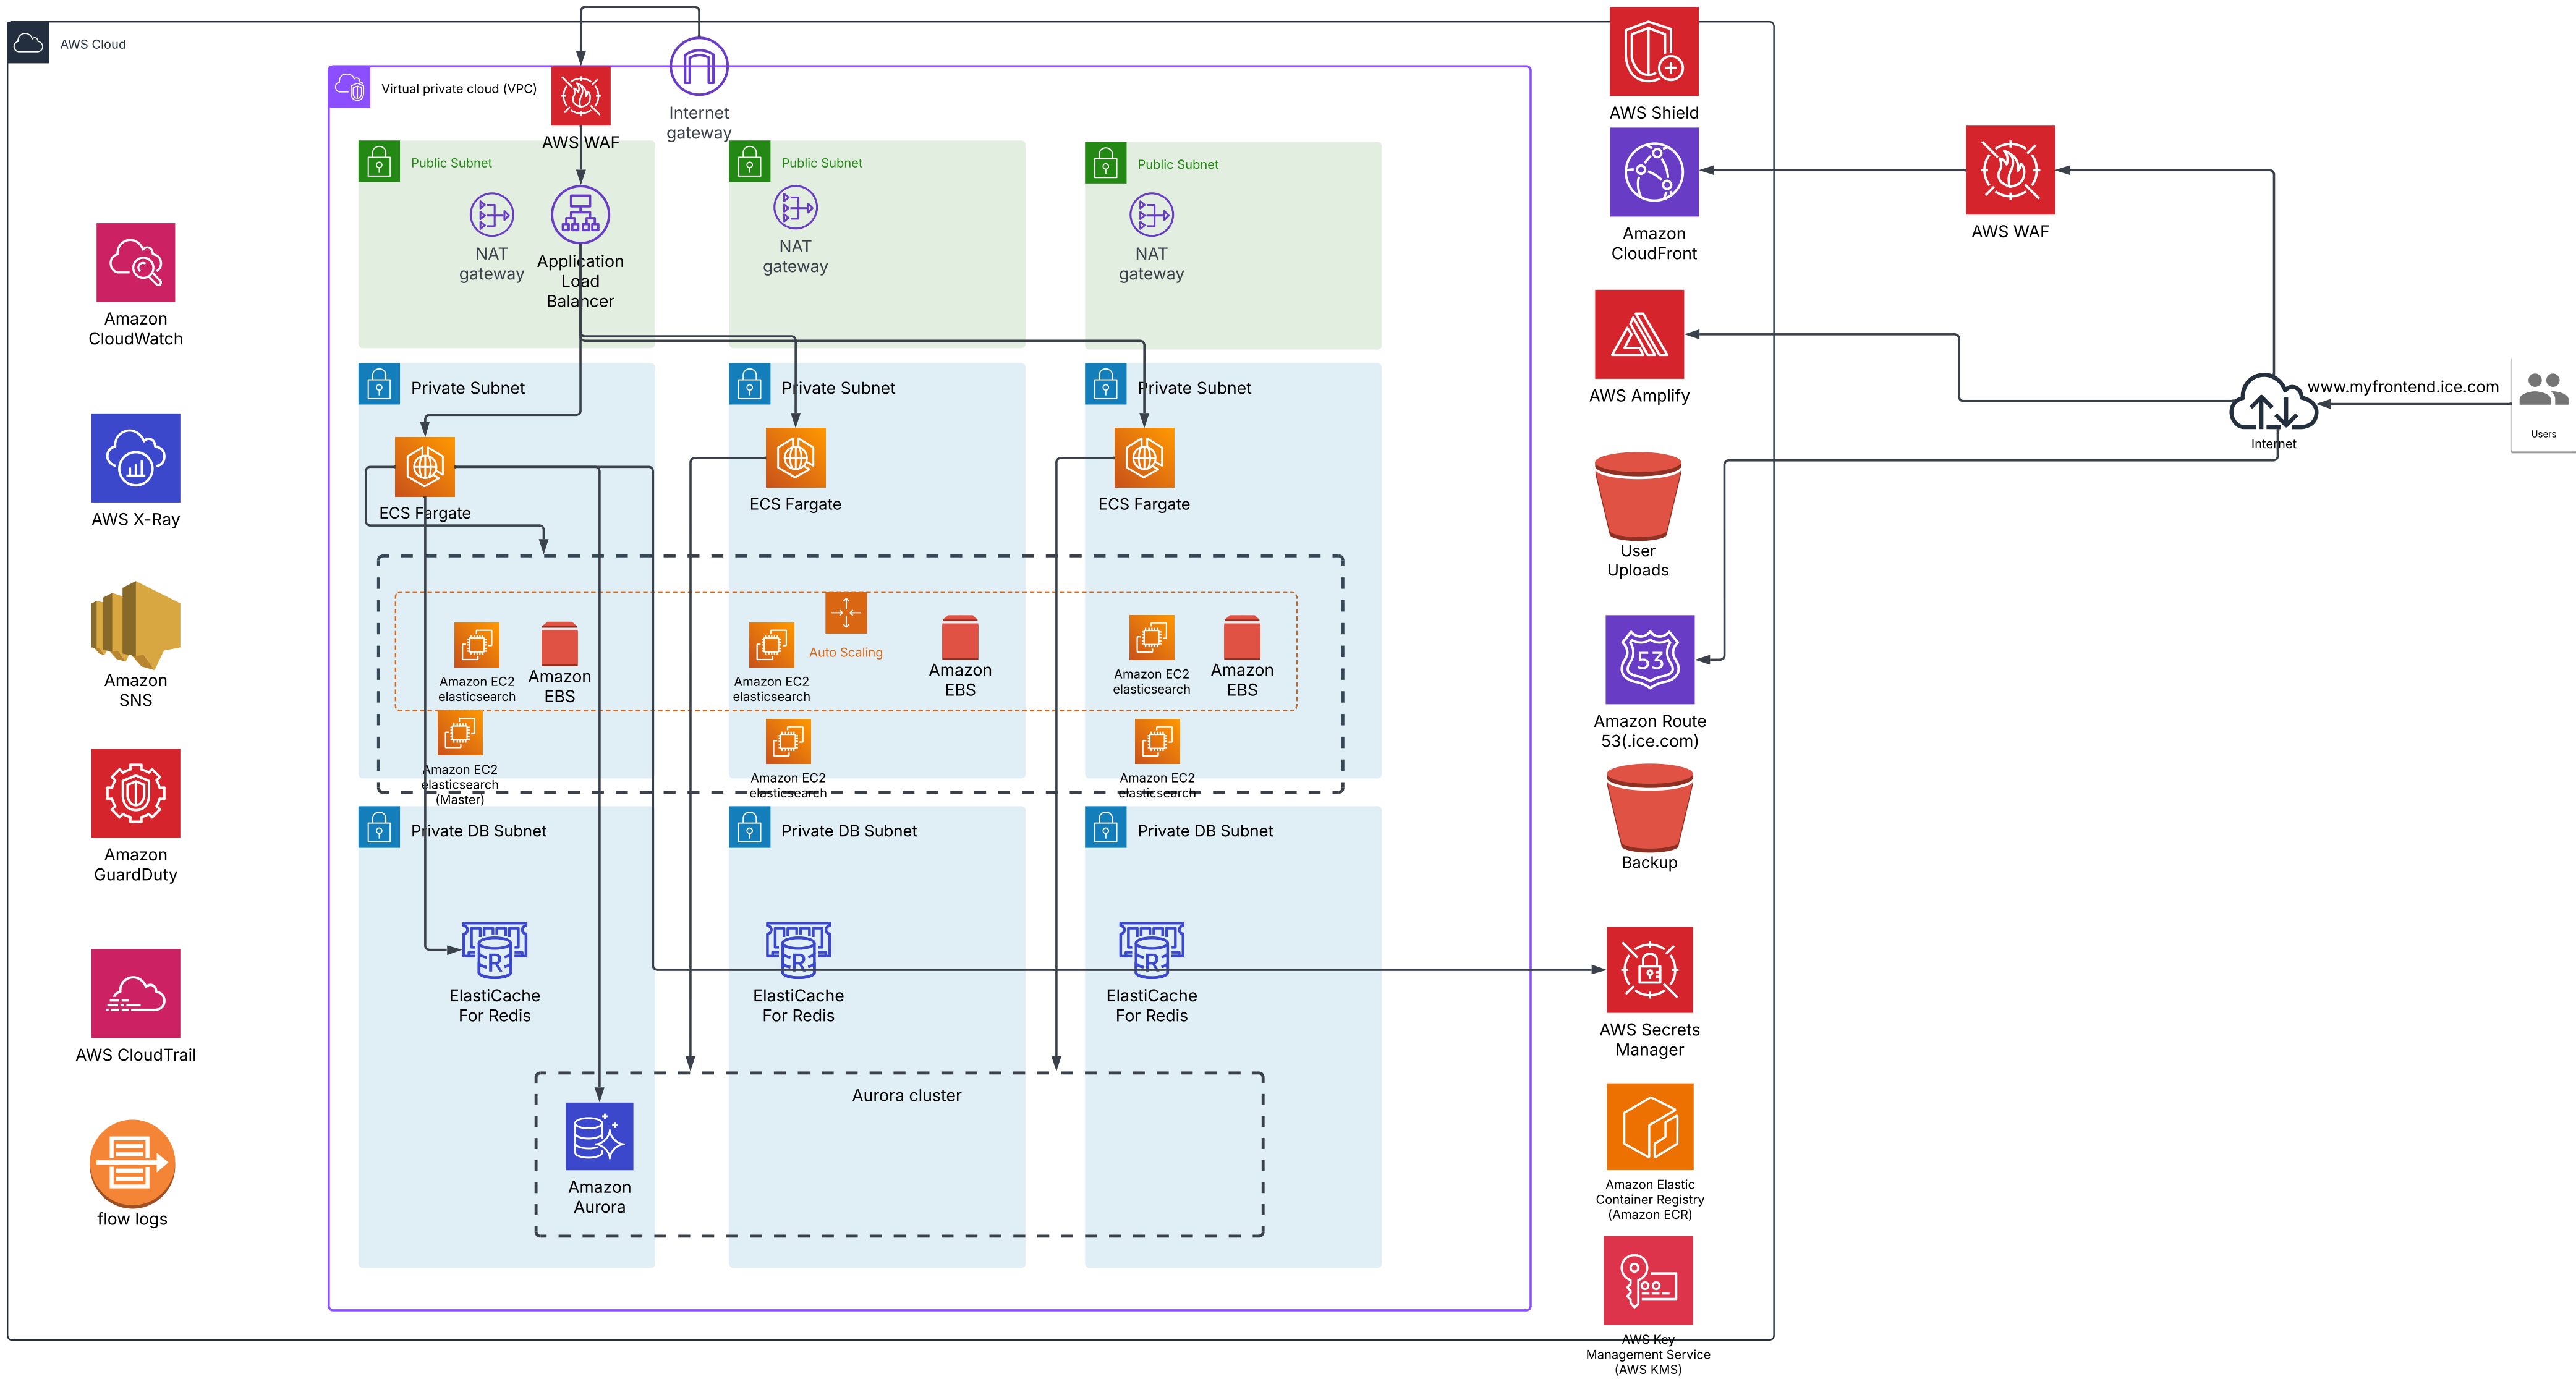 AWS Cloud
Virtual private cloud (VPC)
AWS WAF
Internet
gateway
Public Subnet
NAT
gateway
Application
Load
Balancer
Public Subnet
NAT
gateway
Public Subnet
NAT
gateway
Private Subnet
ECS Fargate
Private Subnet
ECS Fargate
Private Subnet
ECS Fargate
Auto Scaling
Amazon EC2
elasticsearch
Amazon
EBS
Amazon EC2
elasticsearch
Amazon
EBS
Amazon EC2
elasticsearch
Amazon
EBS
Amazon EC2
elasticsearch
(Master)
Amazon EC2
elasticsearch
Amazon EC2
elasticsearch
Private DB Subnet
Private DB Subnet
Private DB Subnet
R
ElastiCache
For Redis
R
ElastiCache
For Redis
R
ElastiCache
For Redis
Aurora cluster
Amazon
Aurora
Amazon
CloudWatch
AWS X-Ray
Amazon
SNS
Amazon
GuardDuty
AWS CloudTrail
flow logs
AWS Shield
Amazon
CloudFront
AWS Amplify
User
Uploads
53
Amazon Route
53(.ice.com)
Backup
AWS Secrets
Manager
Amazon Elastic
Container Registry
(Amazon ECR)
AWS Key
Management Service
(AWS KMS)
AWS WAF
www.myfrontend.ice.com
Internet
Users